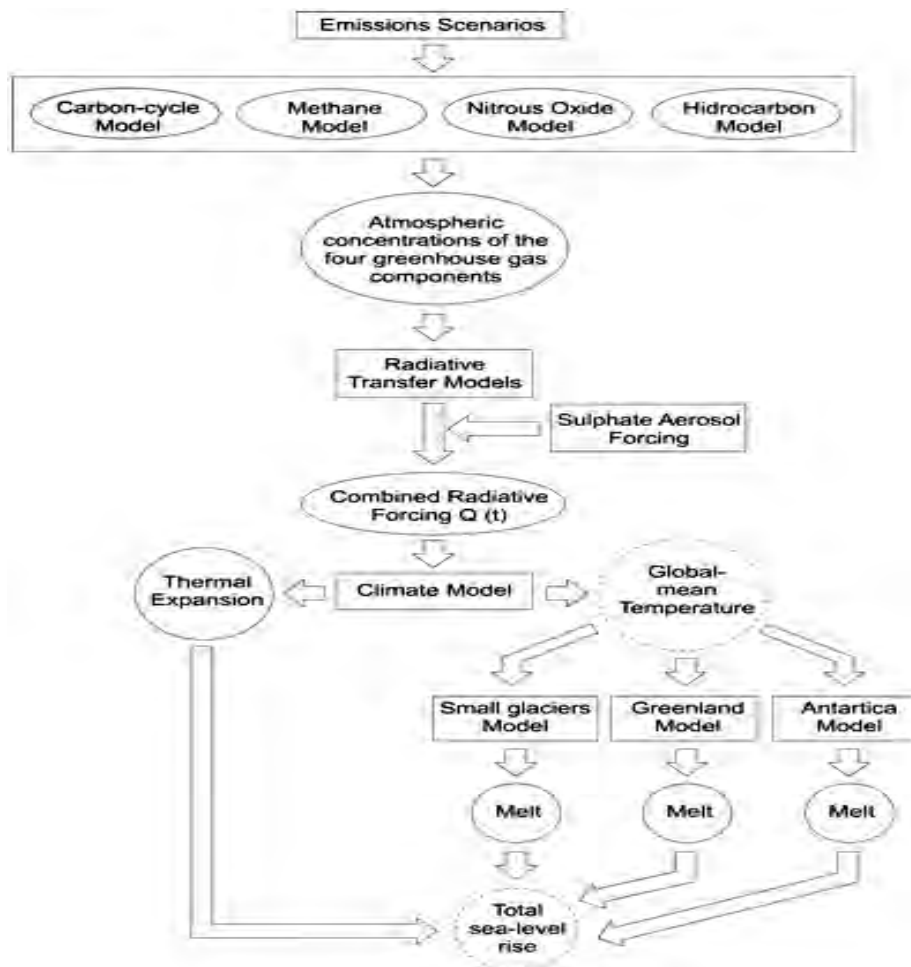 Emissions Scenarios
Carbon-cycle
Model
Methane
Model
Nitrous Oxide
Model
Hidrocarbon
Model
Atmospheric
concentrations of the
four greenhouse gas
components
Radiative
Transfer Models
Sulphate Aerosol
Forcing
Combined Radiative
Forcing Q (t)
Thermal
Expansion
Climate Model
Global-
mean
Temperature
Small glaciers
Model
Greenland
Model
Antartica
Model
Melt
Melt
Melt
Total
sea-level
rise